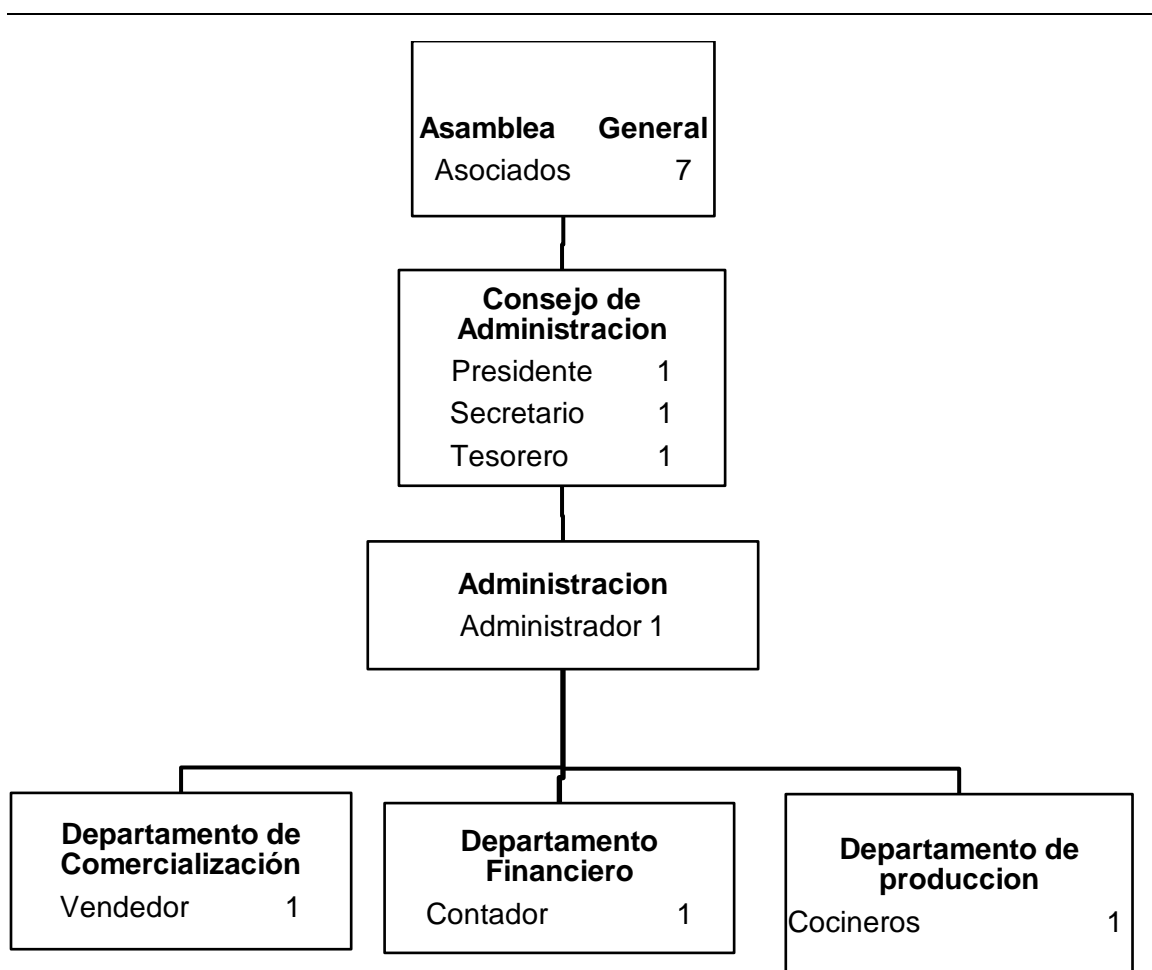 Asamblea General
Asociados 7
Consejo de
Administracion
Presidente 1
Secretario 1
Tesorero 1
Administracion
Administrador 1
Departamento de
Comercialización
Vendedor 1
Departamento
Financiero
Contador 1
Departamento de
produccion
Cocineros 1